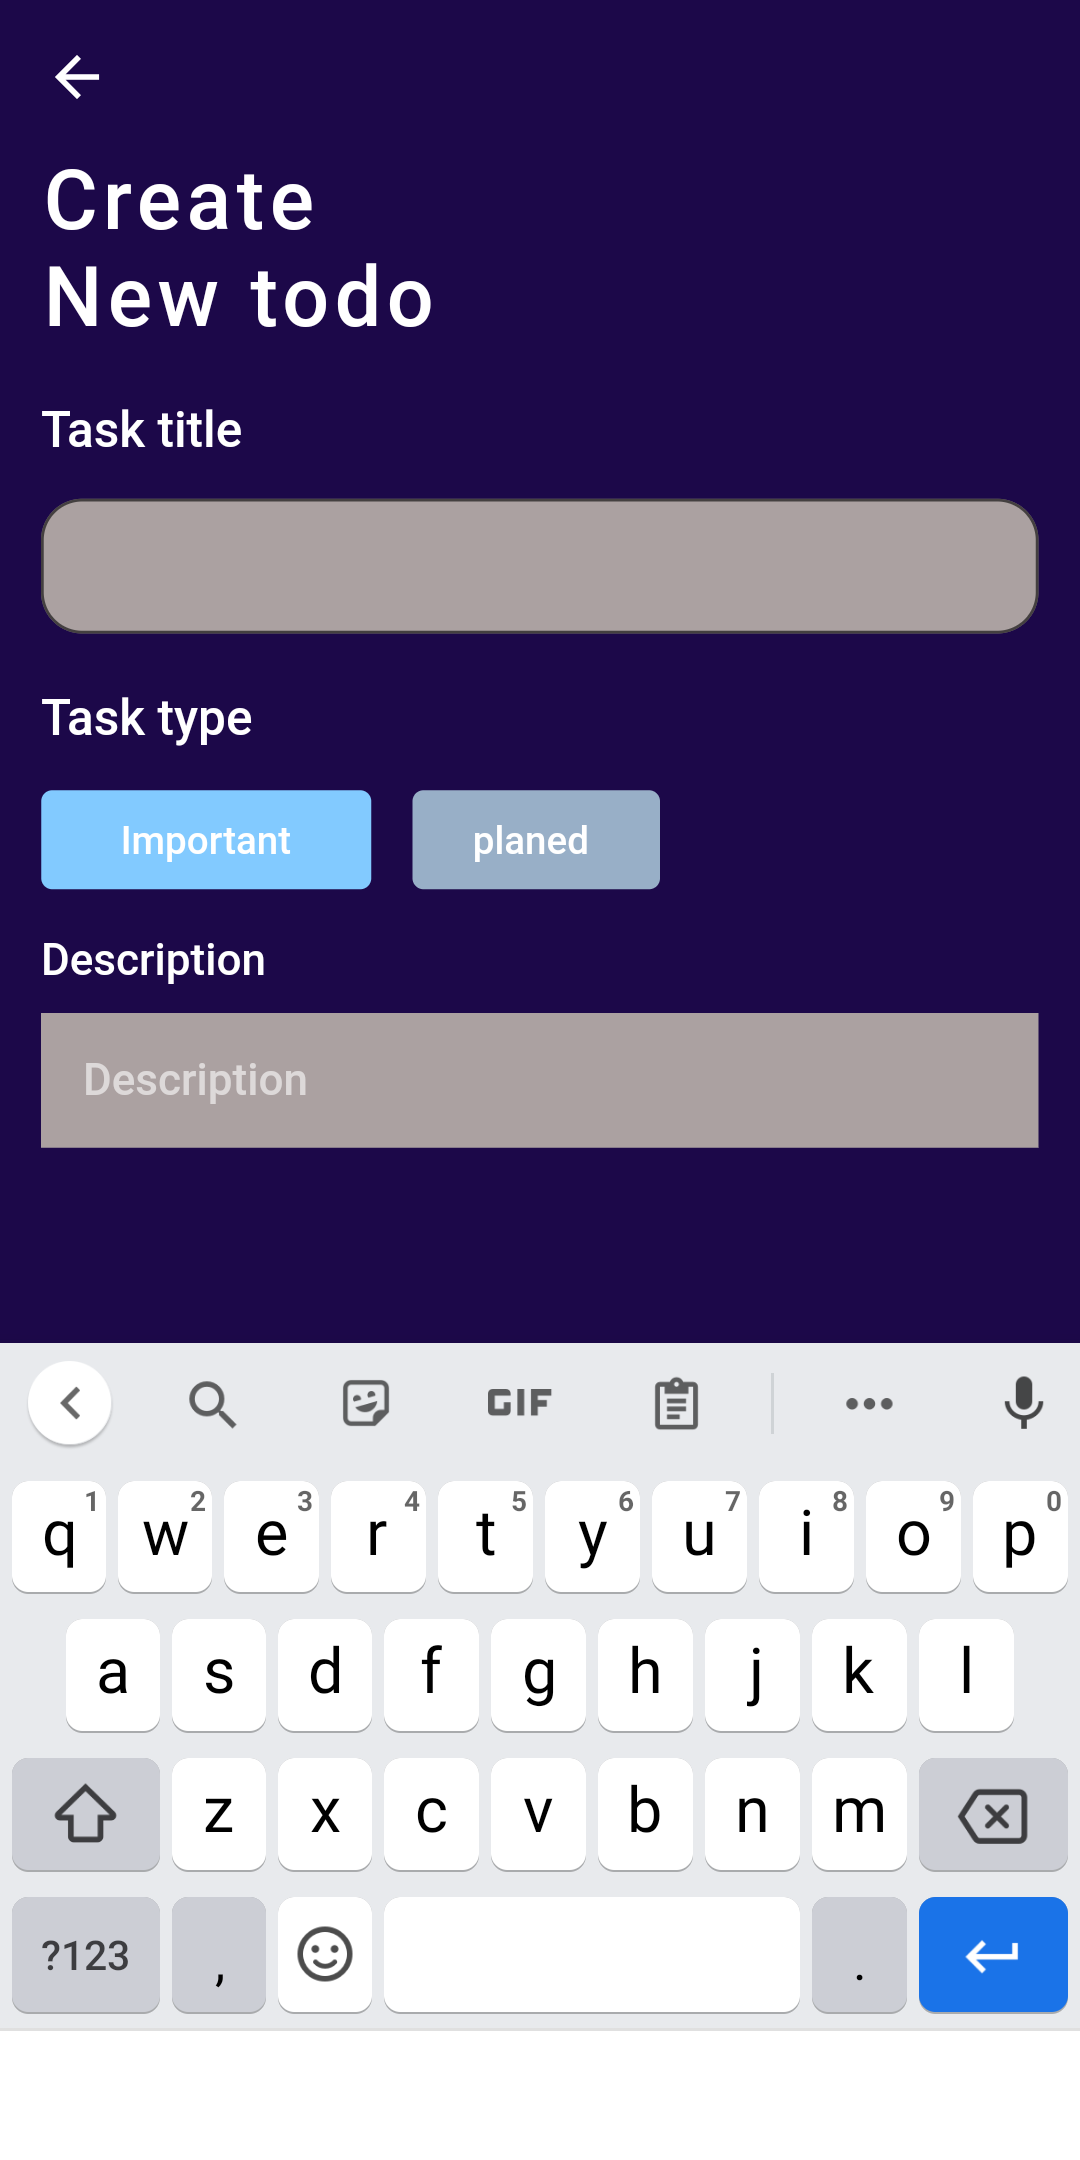 Create
New todo
Task title
Task type
Important planed
Description
Description
GIF
q 1 w 2 e 3 r 4 t 5 y 6 u 7 i 8 o 9 p 0
a s d f g h j k l
z x c v b n m
?123 , .